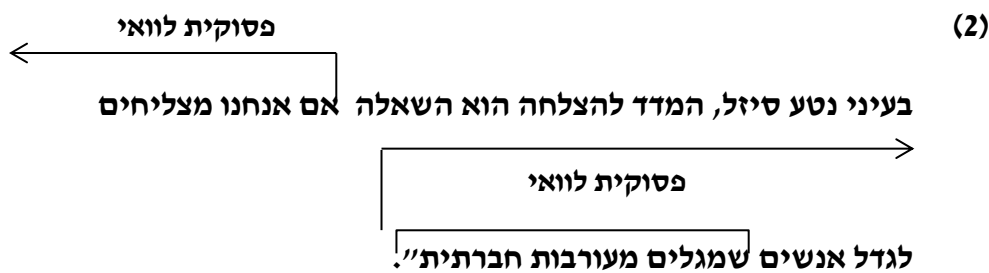 (2)
פסוקית לוואי
בעיני נטע סיזל, המדד להצלחה הוא השאלה אם אנחנו מצליחים
פסוקית לוואי
לגדל אנשים שמגלים מעורבות חברתית״.